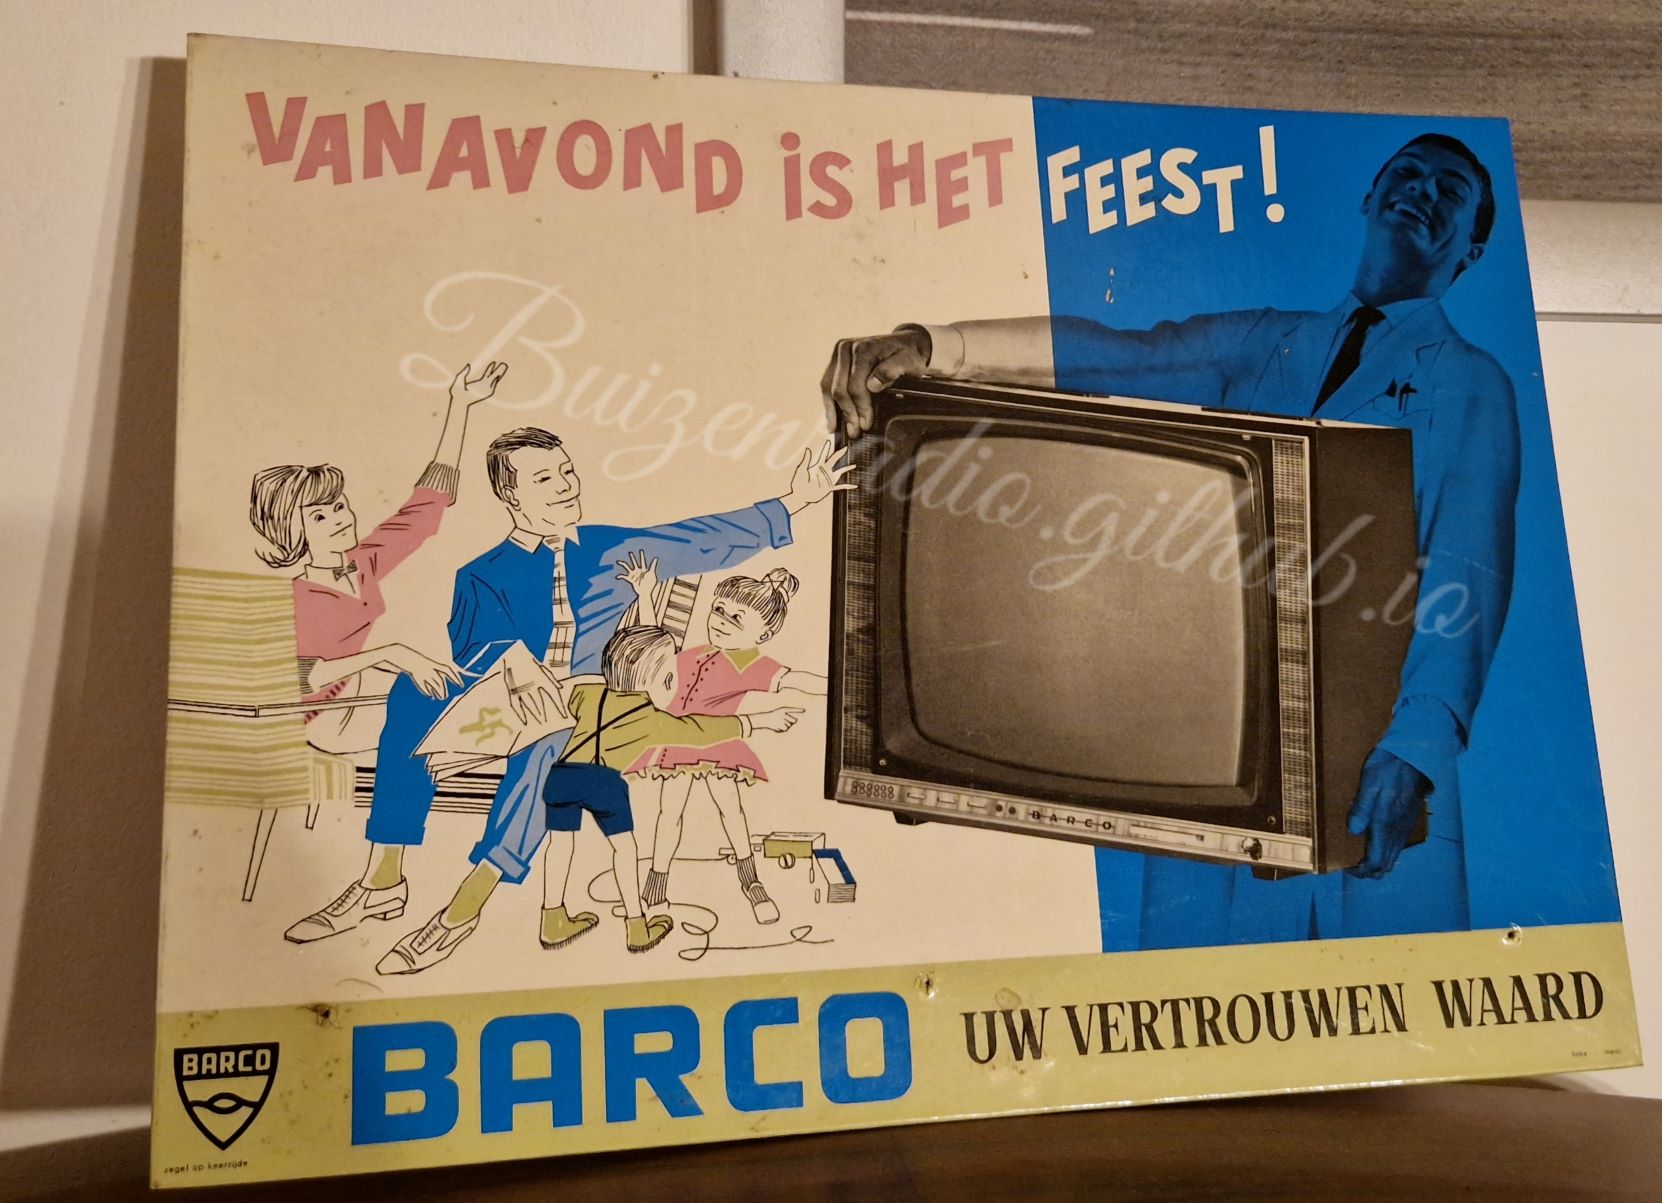 VANAVOND iS HET FEEST!
Buizenradio.github.io
BARCO
BARCO
BARCO
UW VERTROUWEN WAARD
zegel op keerzijde